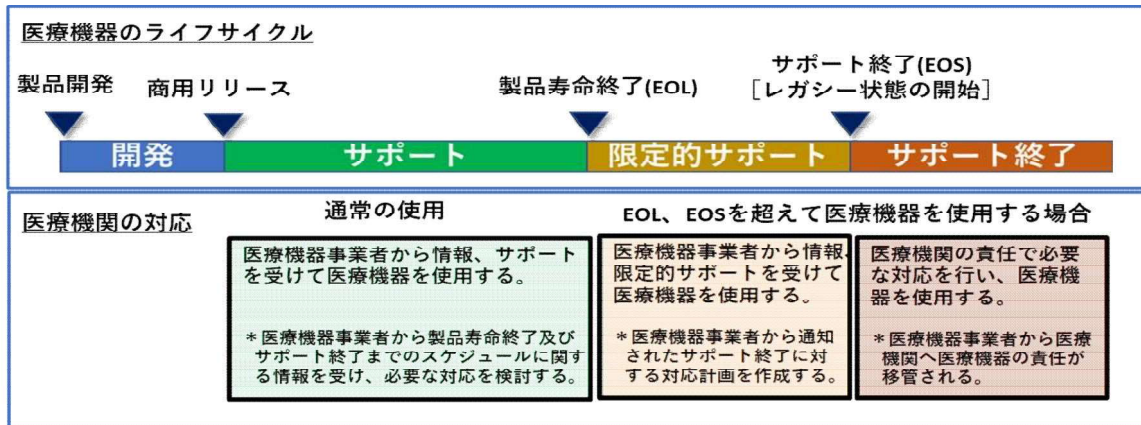 医療機器のライフサイクル
製品開発
商用リリース
製品寿命終了(EOL)
サポート終了(EOS)
[レガシー状態の開始]
開発
サポート
限定的サポート
サポート終了
医療機関の対応
通常の使用
EOL、EOSを超えて医療機器を使用する場合
医療機器事業者から情報、サポート
を受けて医療機器を使用する。
*医療機器事業者から製品寿命終了及び
サポート終了までのスケジュールに関す
る情報を受け、必要な対応を検討する。
医療機器事業者から情報、
限定的サポートを受けて
医療機器を使用する。
*医療機器事業者から通知
されたサポート終了に対
する対応計画を作成する。
医療機関の責任で必要
な対応を行い、医療機
器を使用する。
*医療機器事業者から医療
機関へ医療機器の責任が
移管される。